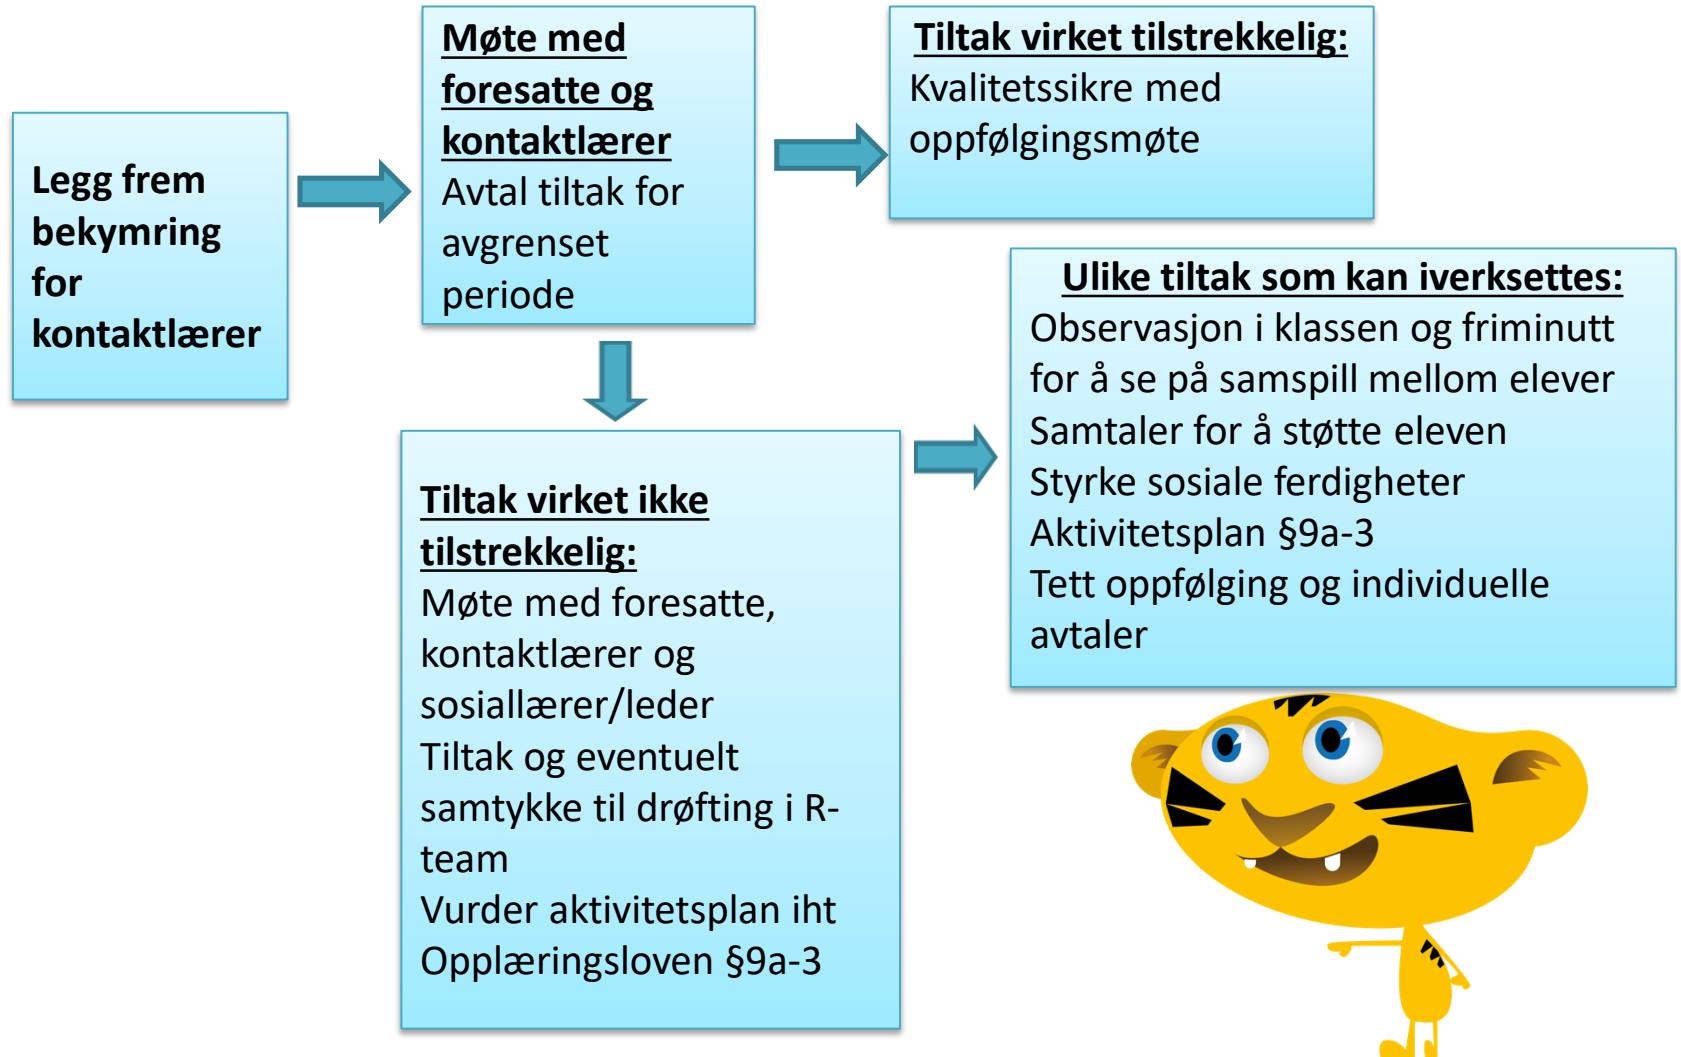 Legg frem
bekymring
for
kontaktlærer
Møte med
foresatte og
kontaktlærer
Avtal tiltak for
avgrenset
periode
Tiltak virket tilstrekkelig:
Kvalitetssikre med
oppfølgingsmøte
Tiltak virket ikke
tilstrekkelig:
Møte med foresatte,
kontaktlærer og
sosiallærer/leder
Tiltak og eventuelt
samtykke til drøfting i R-
team
Vurder aktivitetsplan iht
Opplæringsloven §9a-3
Ulike tiltak som kan iverksettes:
Observasjon i klassen og friminutt
for å se på samspill mellom elever
Samtaler for å støtte eleven
Styrke sosiale ferdigheter
Aktivitetsplan §9a-3
Tett oppfølging og individuelle
avtaler